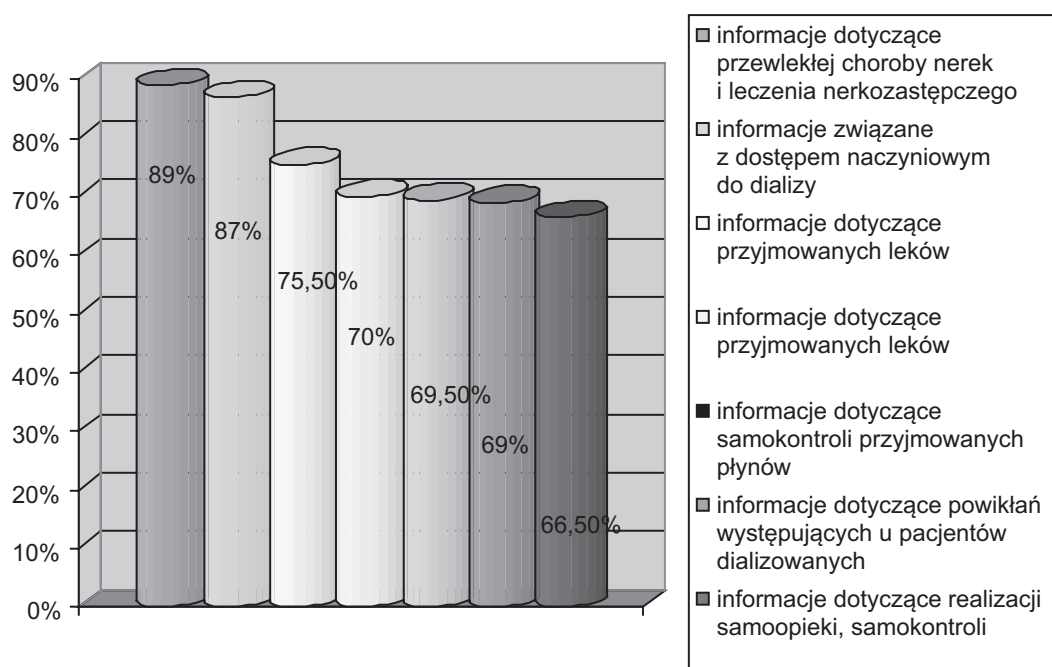 90%
80%
70%
60%
50%
40%
30%
20%
10%
0%
89%
87%
75,50%
70%
69,50%
69%
66,50%
informacje dotyczące
przewlekłej choroby nerek
i leczenia nerkozastępczego
informacje związane
z dostępem naczyniowym
do dializy
informacje dotyczące
przyjmowanych leków
informacje dotyczące
przyjmowanych leków
informacje dotyczące
samokontroli przyjmowanych
płynów
informacje dotyczące powikłań
występujących u pacjentów
dializowanych
informacje dotyczące realizacji
samoopieki, samokontroli